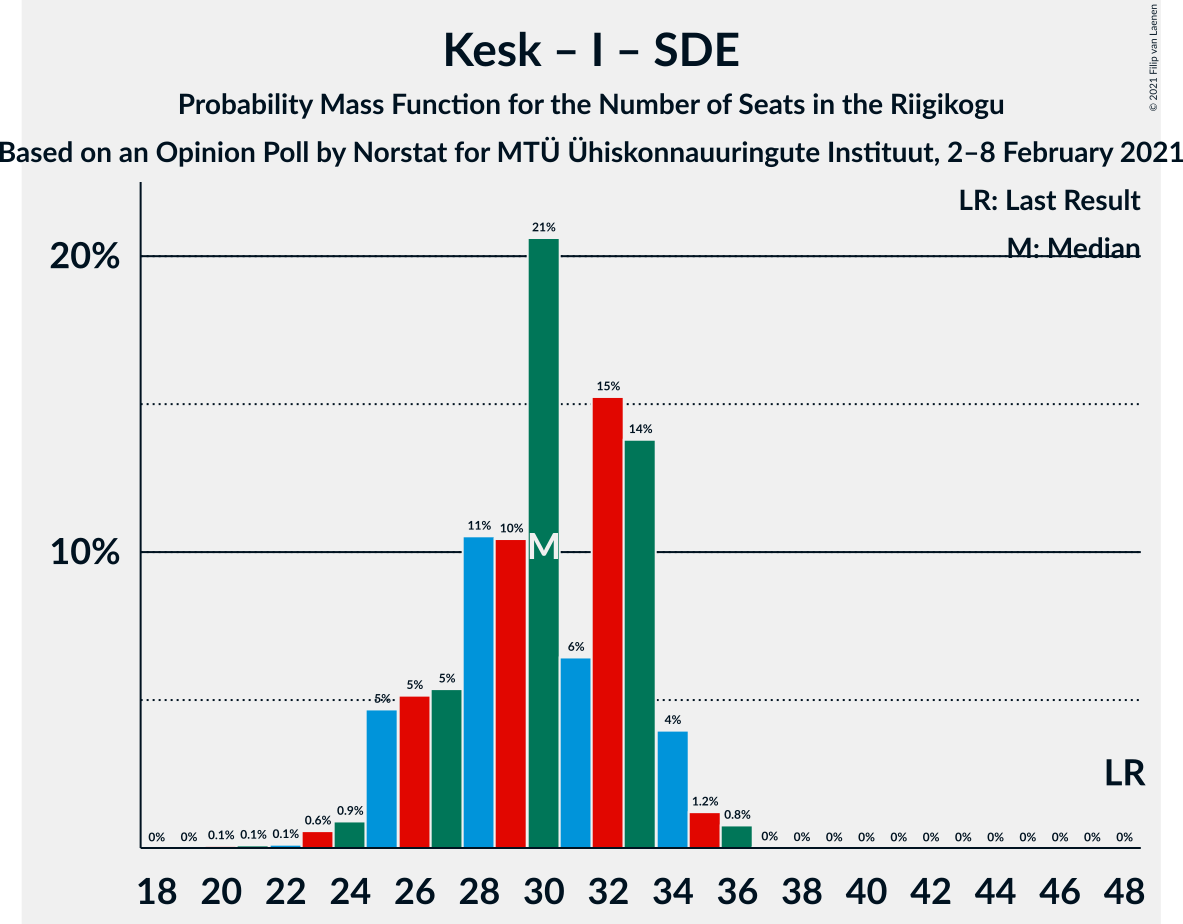 Kesk – I – SDE
Probability Mass Function for the Number of Seats in the Riigikogu
Based on an Opinion Poll by Norstat for MTÜ Ühiskonnauuringute Instituut, 2–8 February 2021
© 2021 Filip van Laenen
LR: Last Result
M: Median
20%
10%
0% 0% 0.1% 0.1% 0.1% 0.6% 0.9% 5% 5% 5% 11% 10% 21% 6% 15% 14% 4% 1.2% 0.8% 0% 0% 0% 0% 0% 0% 0% 0% 0% 0% 0% 0%
M
LR
18 20 22 24 26 28 30 32 34 36 38 40 42 44 46 48